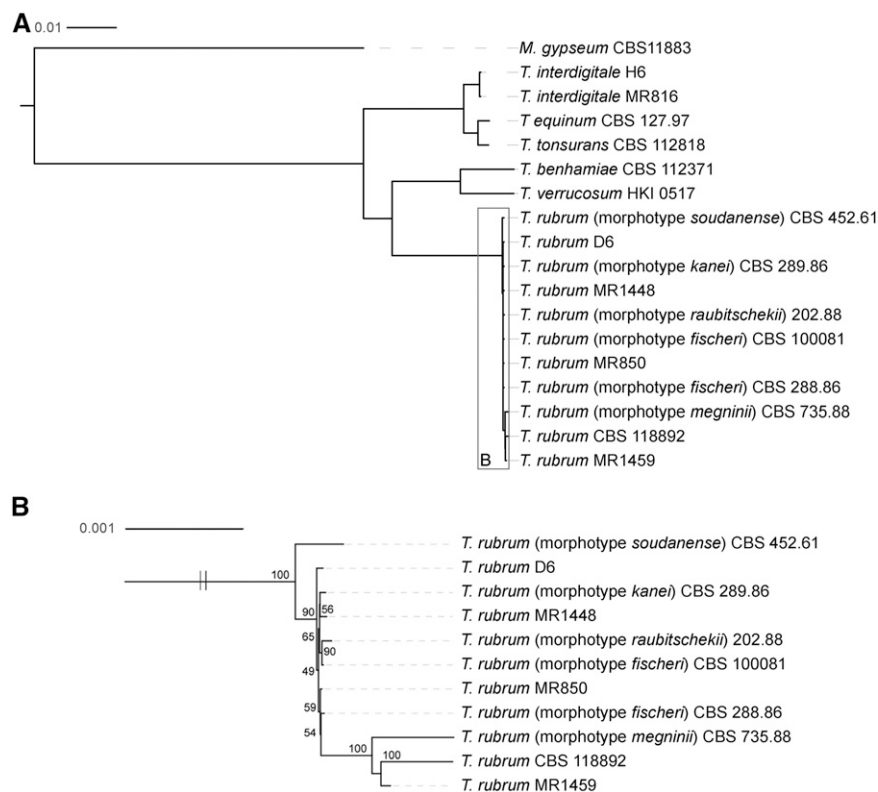 A
0.01
M. gypseum CBS11883
T. interdigitale H6
T. interdigitale MR816
T equinum CBS 127.97
T. tonsurans CBS 112818
T. benhamiae CBS 112371
T. verrucosum HKI 0517
T. rubrum (morphotype soudanense) CBS 452.61
T. rubrum D6
T. rubrum (morphotype kanei) CBS 289.86
T. rubrum MR1448
T. rubrum (morphotype raubitschekii) 202.88
T. rubrum (morphotype fischeri) CBS 100081
T. rubrum MR850
T. rubrum (morphotype fischeri) CBS 288.86
T. rubrum (morphotype megninii) CBS 735.88
T. rubrum CBS 118892
B T. rubrum MR1459
B
0.001
T. rubrum (morphotype soudanense) CBS 452.61
100
T. rubrum D6
T. rubrum (morphotype kanei) CBS 289.86
90 56
T. rubrum MR1448
65
T. rubrum (morphotype raubitschekii) 202.88
90
T. rubrum (morphotype fischeri) CBS 100081
49
T. rubrum MR850
59
T. rubrum (morphotype fischeri) CBS 288.86
54
T. rubrum (morphotype megninii) CBS 735.88
100
100
T. rubrum CBS 118892
T. rubrum MR1459